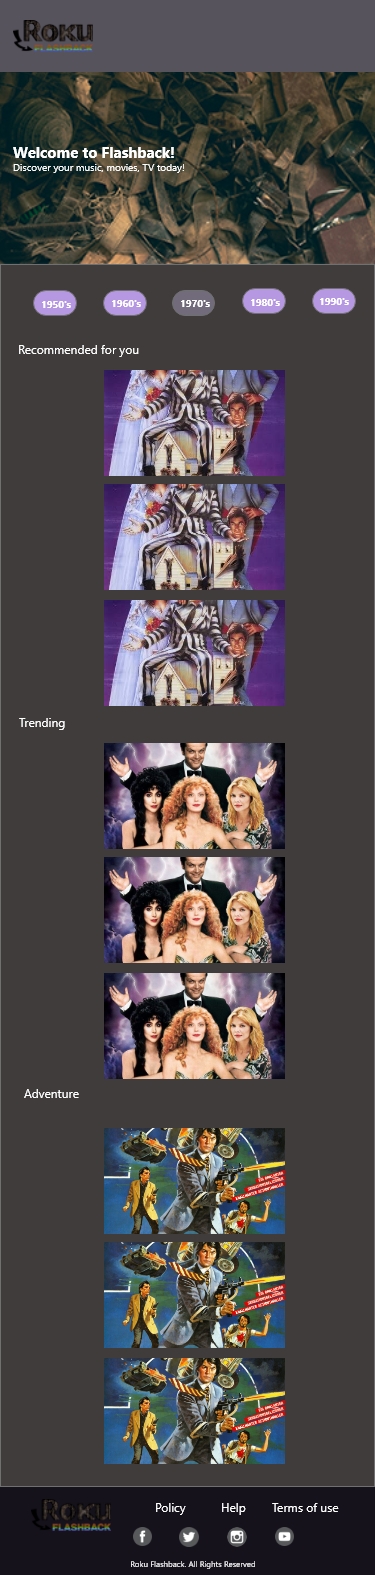 Roku
FLASHBACK
Welcome to Flashback!
Discover your music, movies, TV today!
1950's 1960's 1970's 1980's 1990's
Recommended for you
Trending
Adventure
Roku
FLASHBACK
Policy Help Terms of use
Roku Flashback. All Rights Reserved